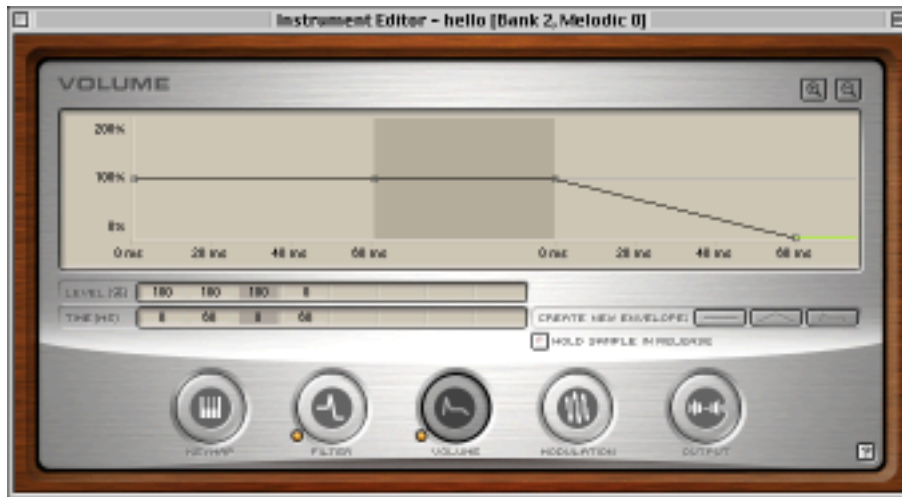 Instrument Editor - hello [Bank 2, Melodic 0]
VOLUME
200%
100%
0%
0 ms 20 ms 40 ms 60 ms 0 ms 20 ms 40 ms 60 ms
LEVEL [%] 100 100 100 0
TIME [MS] 0 60 0 60
CREATE NEW ENVELOPE:
HOLD SAMPLE IN RELEASE
KEYMAP FILTER VOLUME MODULATION OUTPUT
?